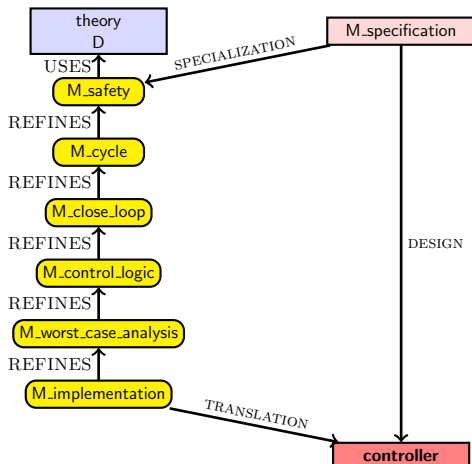 theory
D
M_specification
SPECIALIZATION
USES
M_safety
REFINES
M_cycle
REFINES
M_close_loop
REFINES
M_control_logic
DESIGN
REFINES
M_worst_case_analysis
REFINES
M_implementation
TRANSLATION
controller